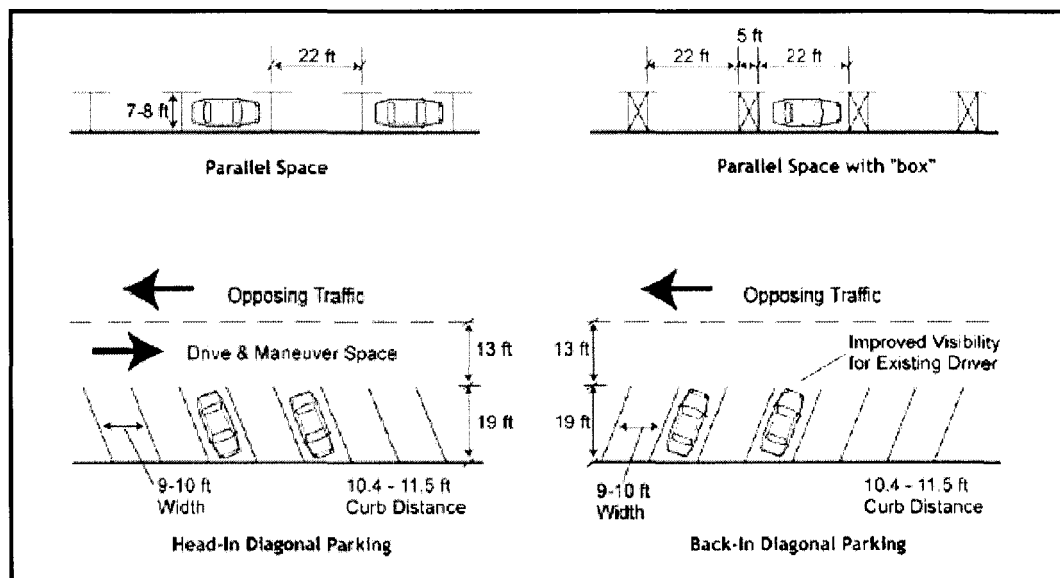 22 ft
7-8 ft
Parallel Space
5 ft
22 ft
22 ft
Parallel Space with "box"
Opposing Traffic
Drive & Maneuver Space
13 ft
19 ft
9-10 ft
Width
10.4 - 11.5 ft
Curb Distance
Head-In Diagonal Parking
Opposing Traffic
13 ft
Improved Visibility
for Existing Driver
19 ft
9-10 ft
Width
10.4 - 11.5 ft
Curb Distance
Back-In Diagonal Parking